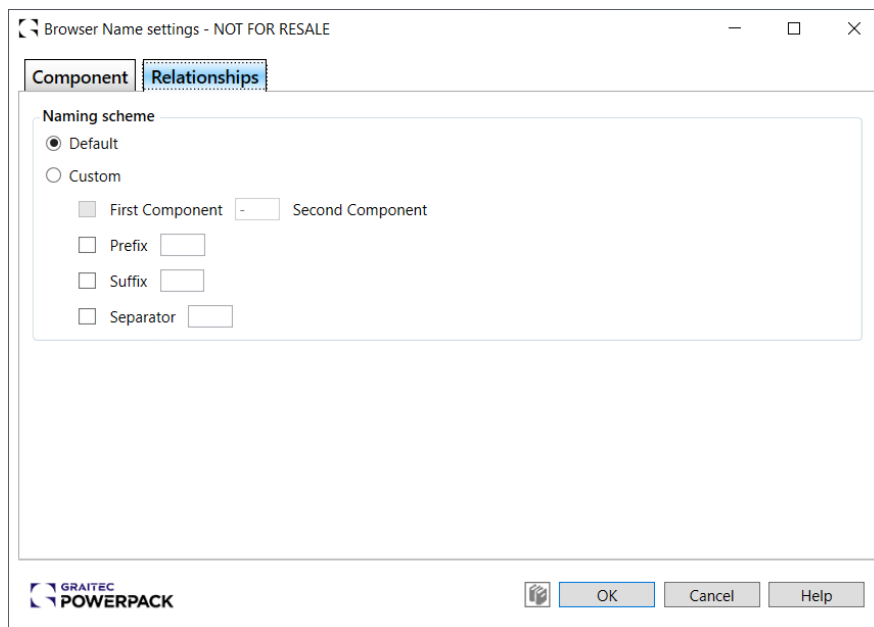 Browser Name settings - NOT FOR RESALE
Component Relationships
Naming scheme
Default
Custom
First Component - Second Component
Prefix
Suffix
Separator
GRAITEC
POWERPACK
OK Cancel Help